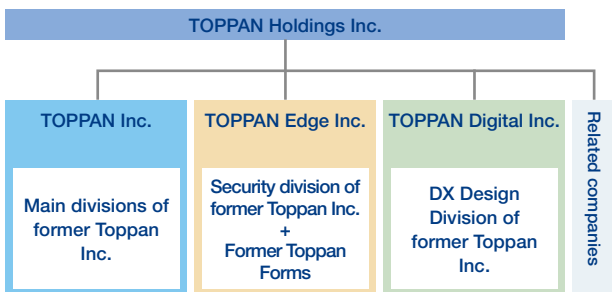 TOPPAN Holdings Inc.
TOPPAN Inc.
Main divisions of
former Toppan
Inc.
TOPPAN Edge Inc.
Security division of
former Toppan Inc.
+
Former Toppan
Forms
TOPPAN Digital Inc.
DX Design
Division of
former Toppan
Inc.
Related companies